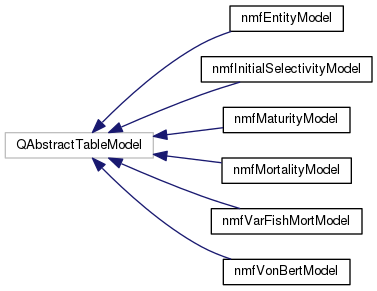 nmfEntityModel
nmfInitialSelectivityModel
nmfMaturityModel
QAbstractTableModel
nmfMortalityModel
nmfVarFishMortModel
nmfVonBertModel